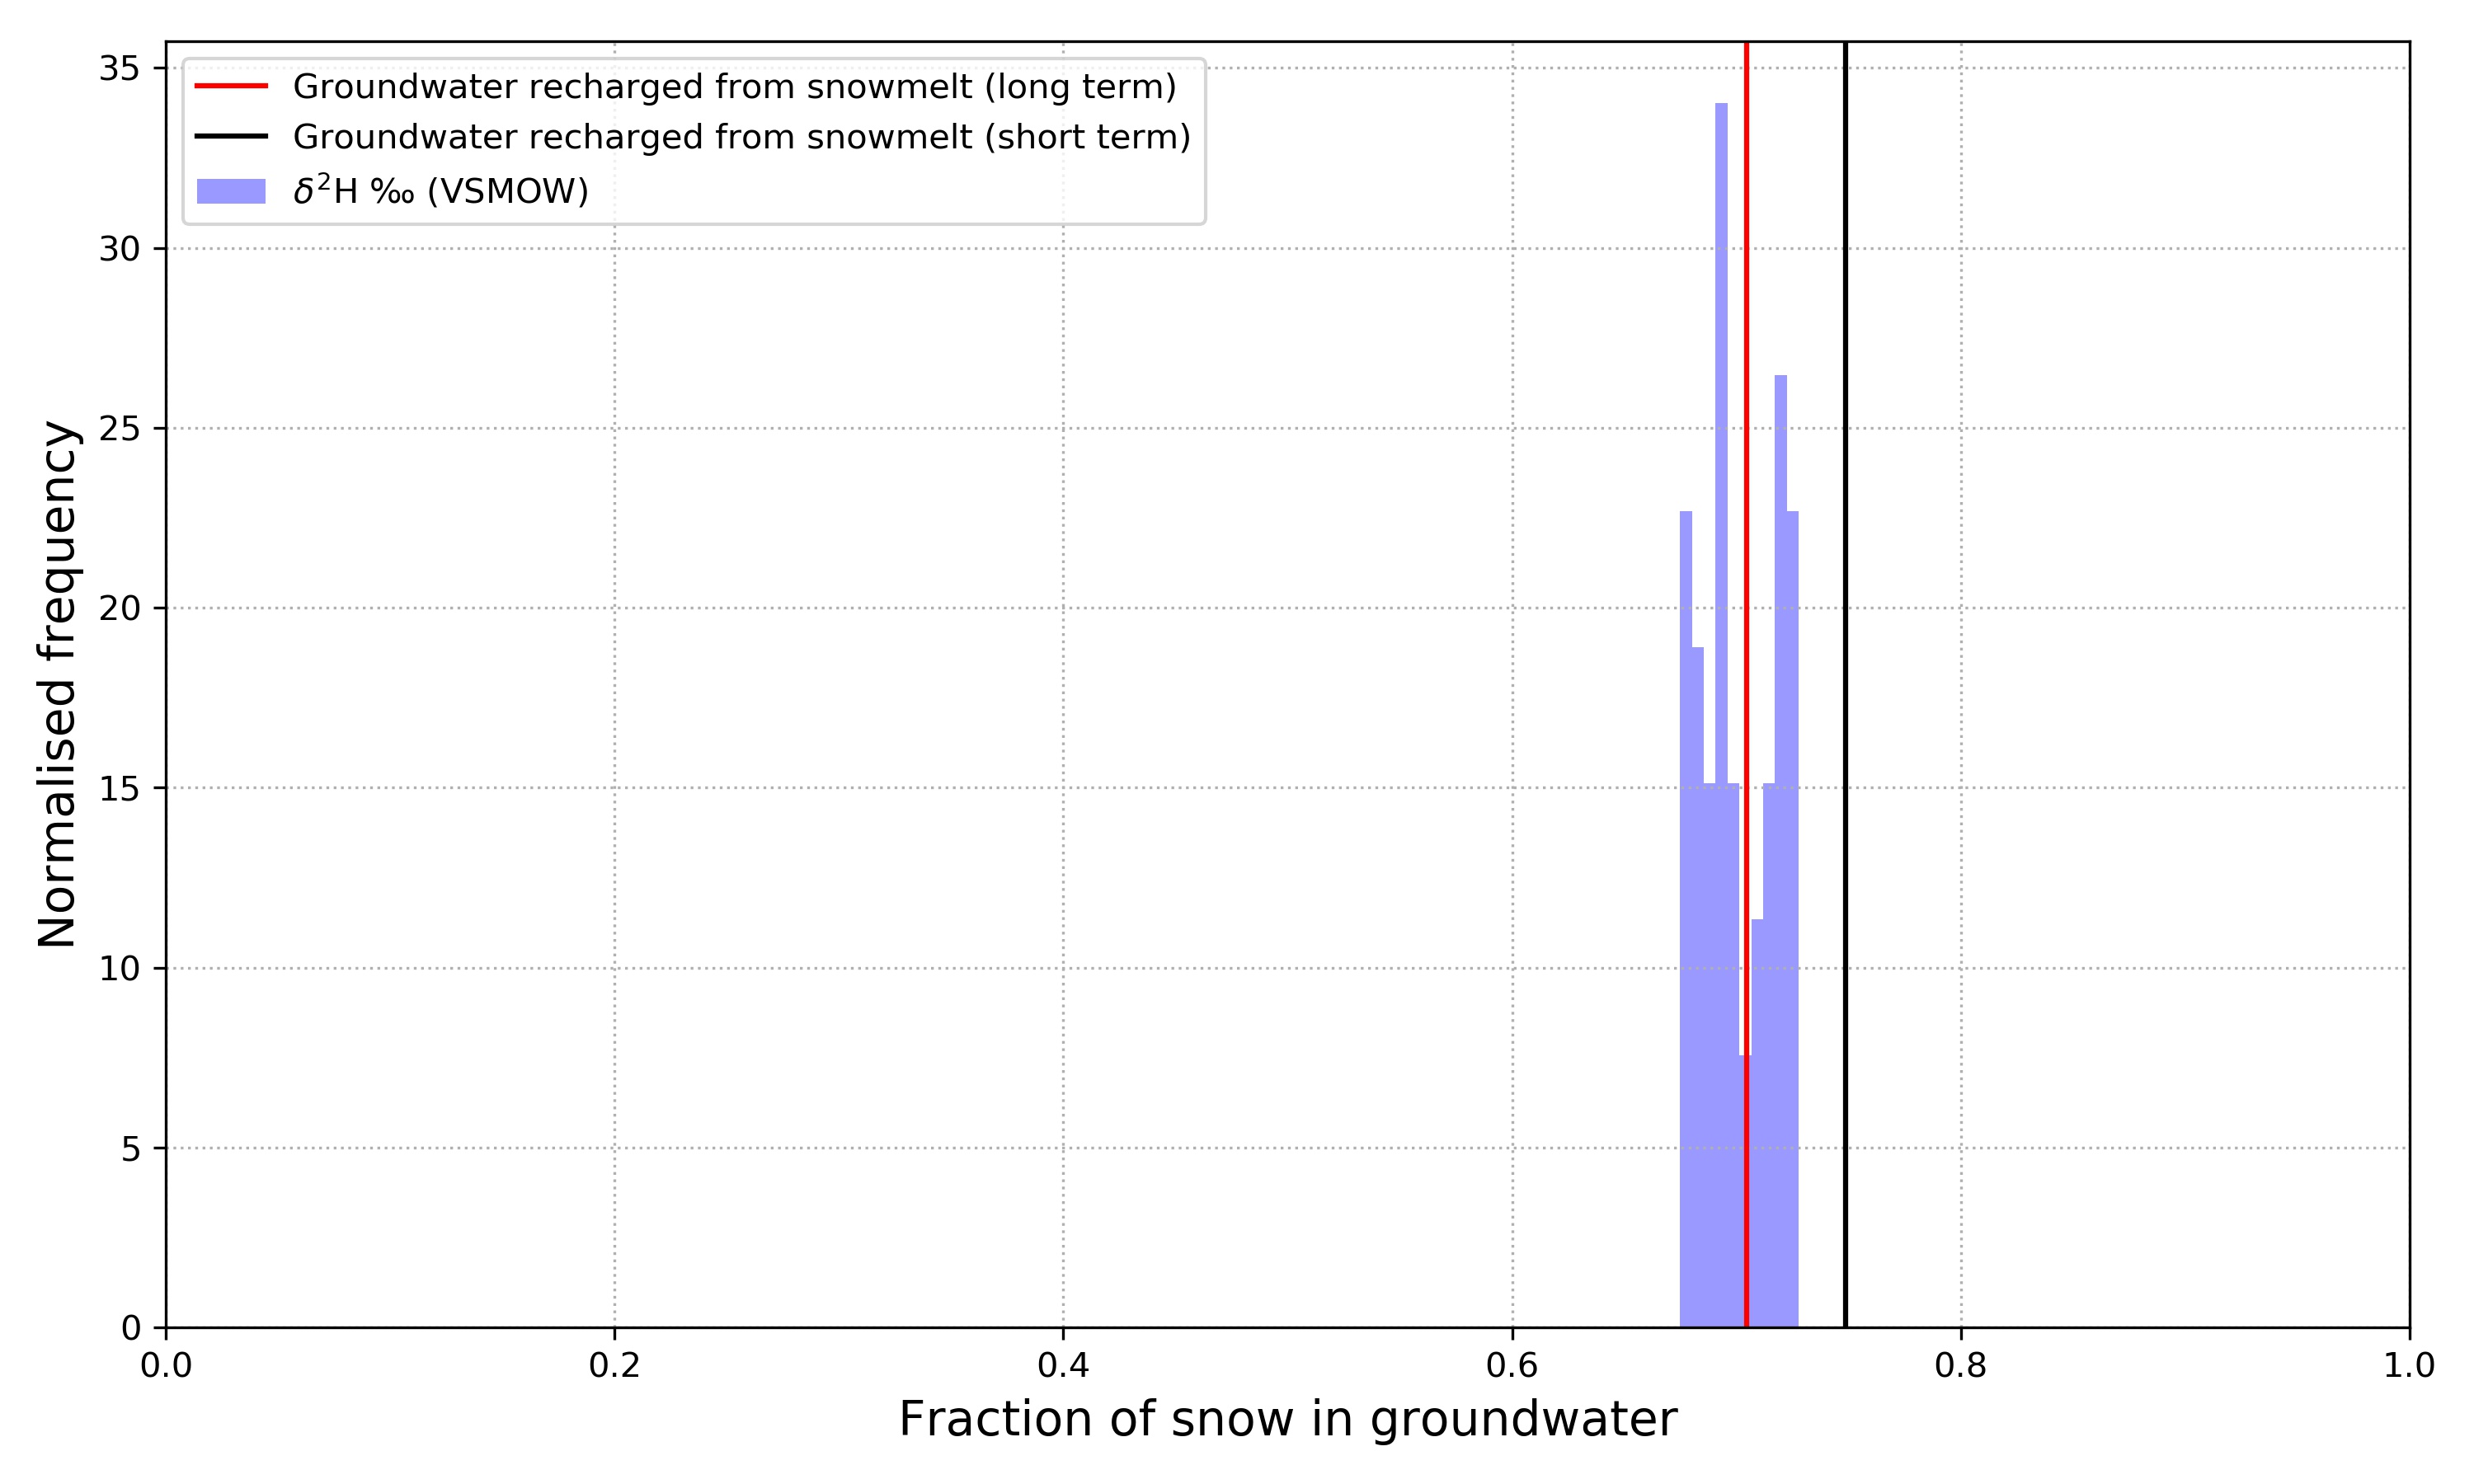 35
30
25
20
15
10
5
0
Normalised frequency
Groundwater recharged from snowmelt (long term)
Groundwater recharged from snowmelt (short term)
δ²H ‰ (VSMOW)
0.0 0.2 0.4 0.6 0.8 1.0
Fraction of snow in groundwater